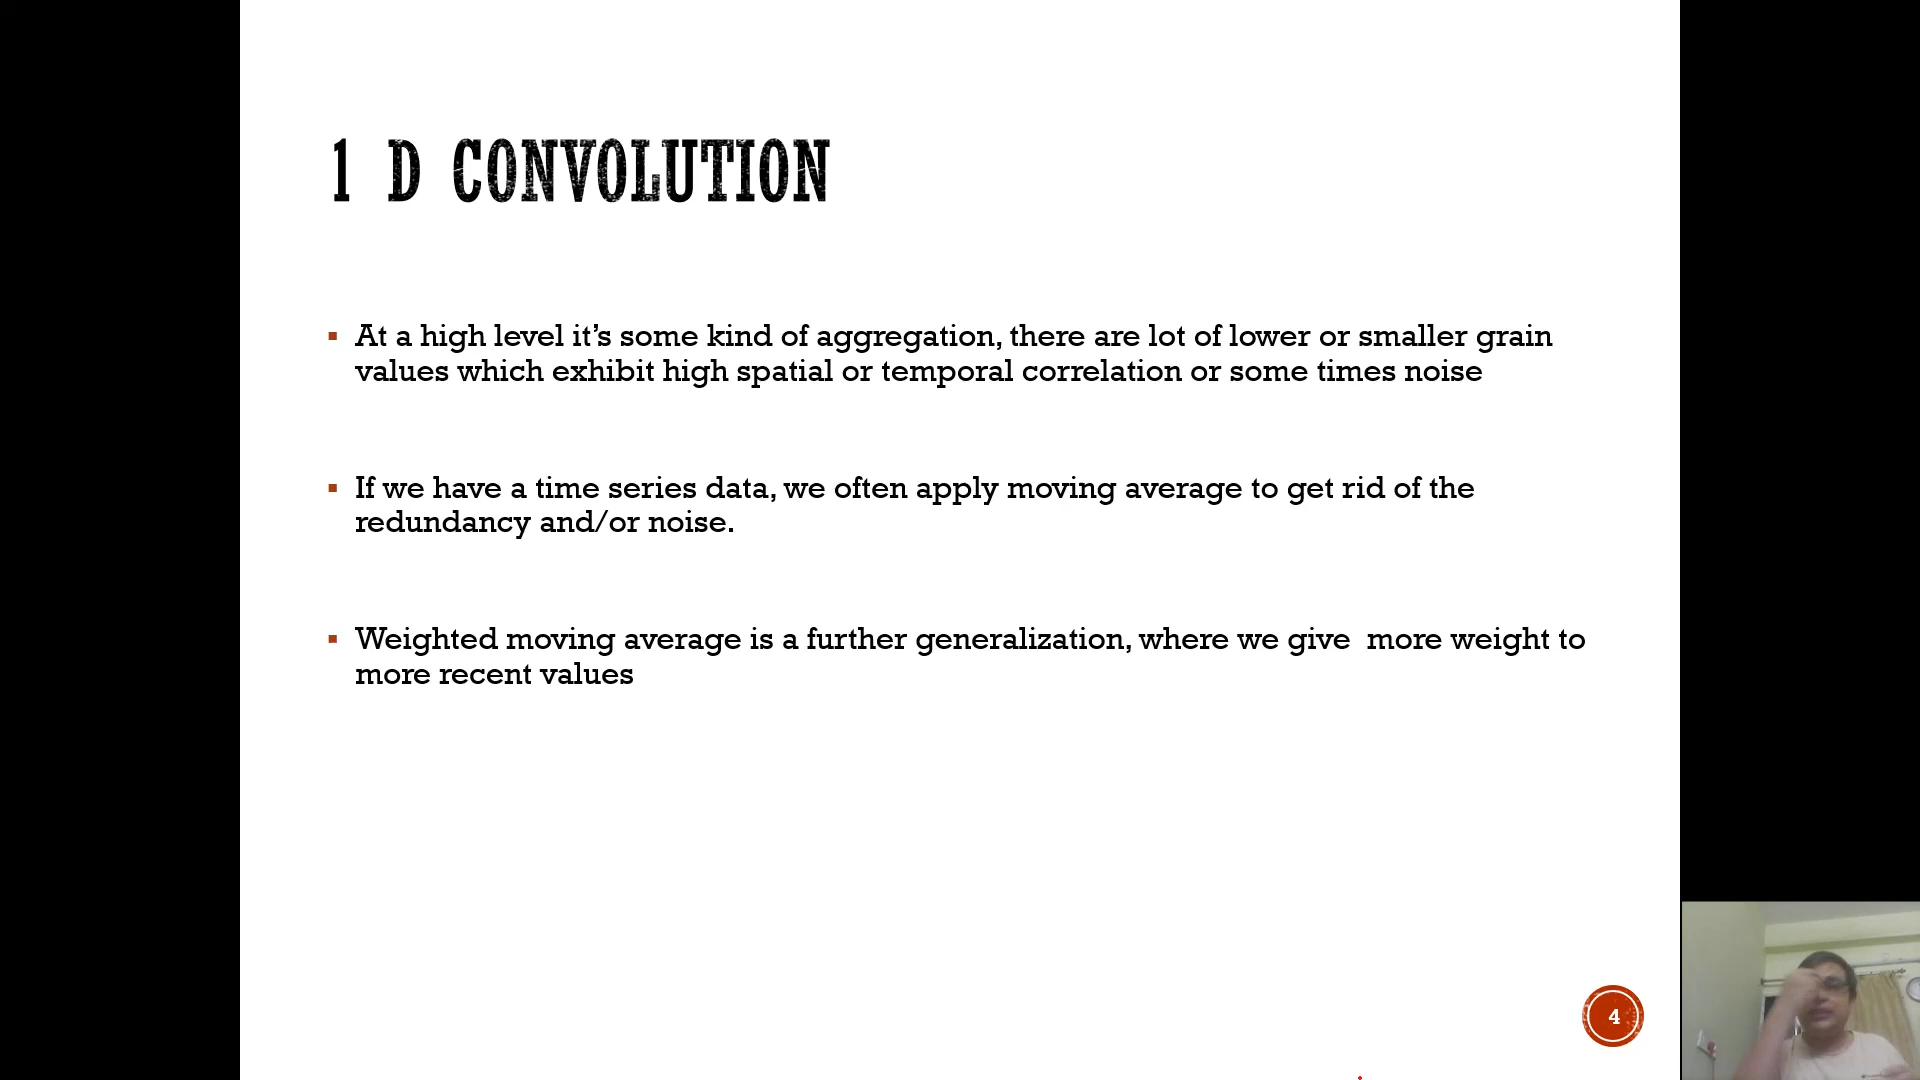 1 D CONVOLUTION
At a high level it’s some kind of aggregation, there are lot of lower or smaller grain
values which exhibit high spatial or temporal correlation or some times noise
If we have a time series data, we often apply moving average to get rid of the
redundancy and/or noise.
Weighted moving average is a further generalization, where we give  more weight to
more recent values
4